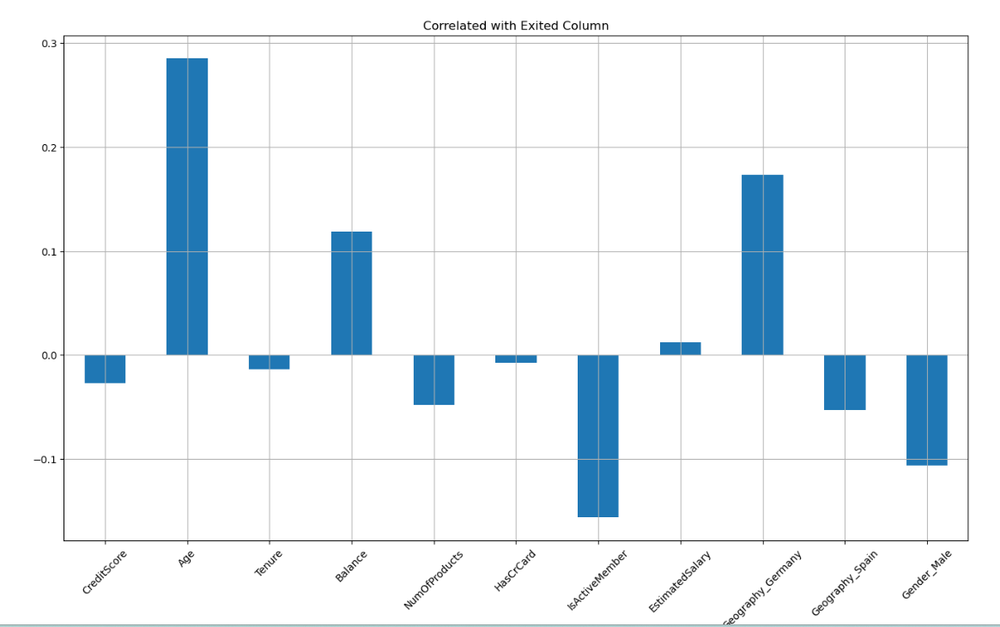 Correlated with Exited Column
0.3
0.2
0.1
0.0
−0.1
CreditScore
Age
Tenure
Balance
NumOfProducts
HasCrCard
IsActiveMember
EstimatedSalary
Geography_Germany
Geography_Spain
Gender_Male